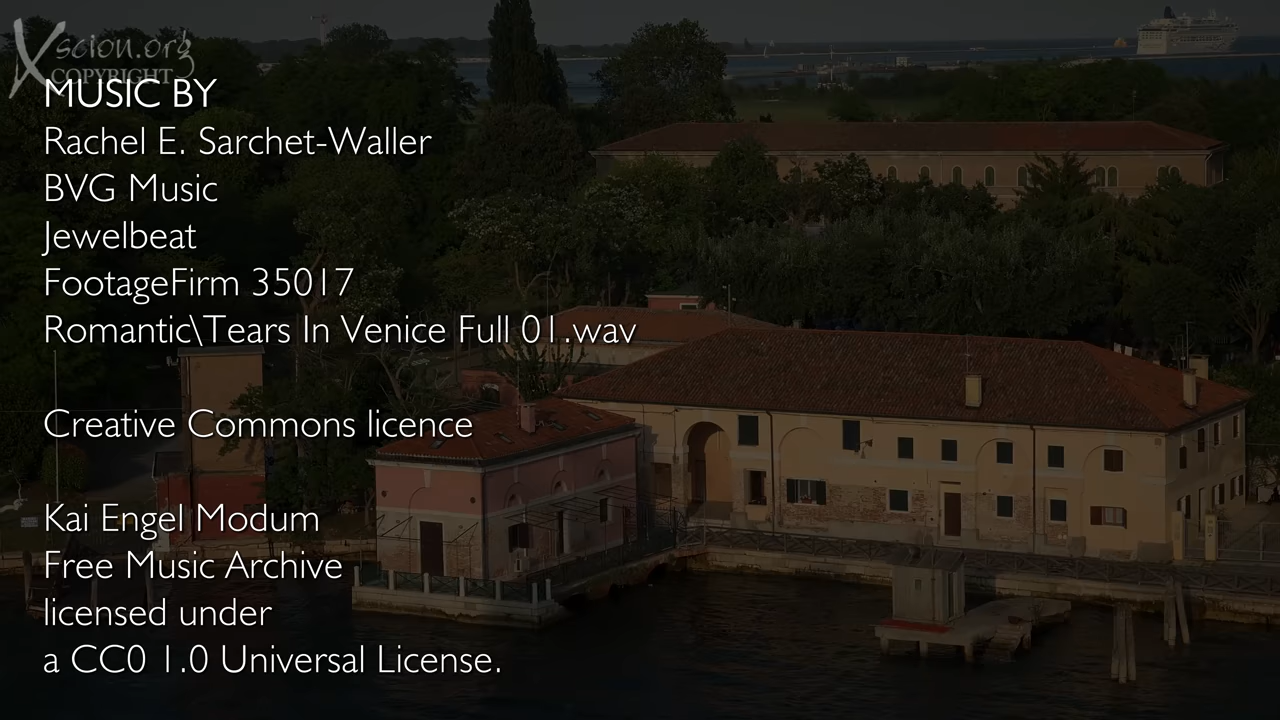 Xscion.org
COPYRIGHT
MUSIC BY
Rachel E. Sarchet-Waller
BVG Music
Jewelbeat
FootageFirm 35017
Romantic\Tears In Venice Full 01.wav
Creative Commons licence
Kai Engel Modum
Free Music Archive
licensed under
a CC0 1.0 Universal License.